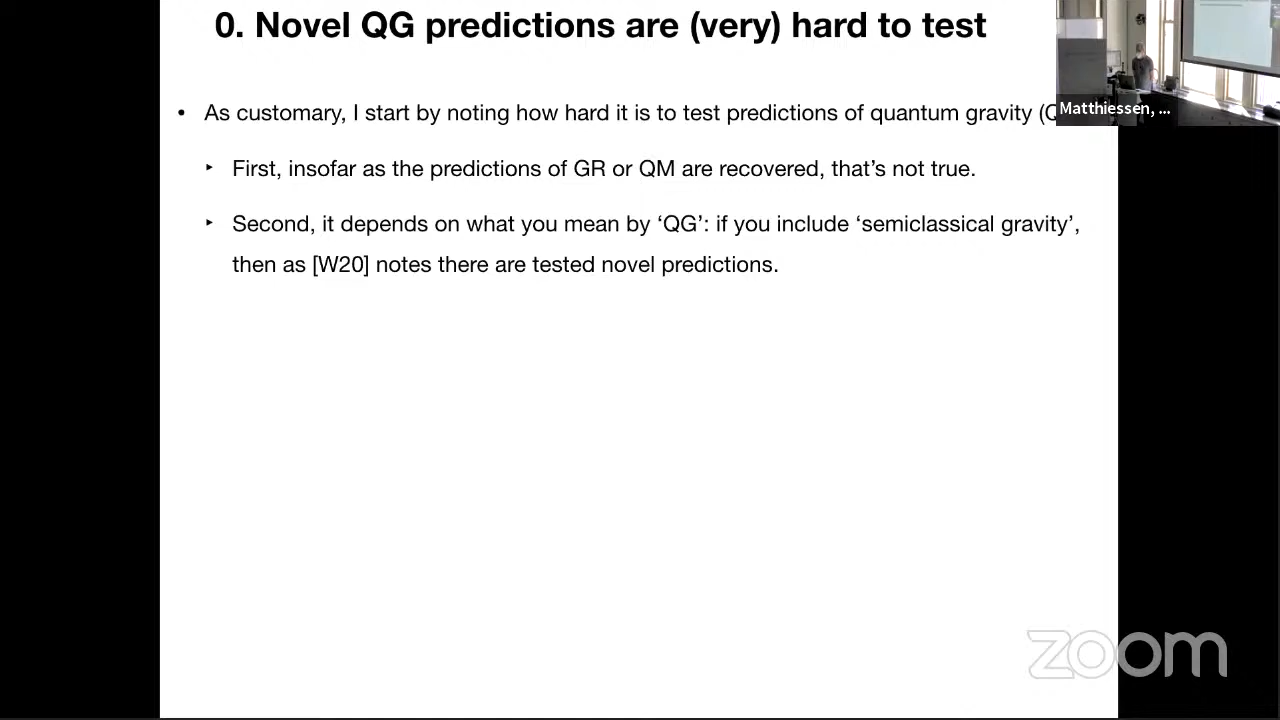 0. Novel QG predictions are (very) hard to test
• As customary, I start by noting how hard it is to test predictions of quantum gravity (
‣ First, insofar as the predictions of GR or QM are recovered, that’s not true.
‣ Second, it depends on what you mean by ‘QG’: if you include ‘semiclassical gravity’,
then as [W20] notes there are tested novel predictions.
Matthiessen, ...
zoom